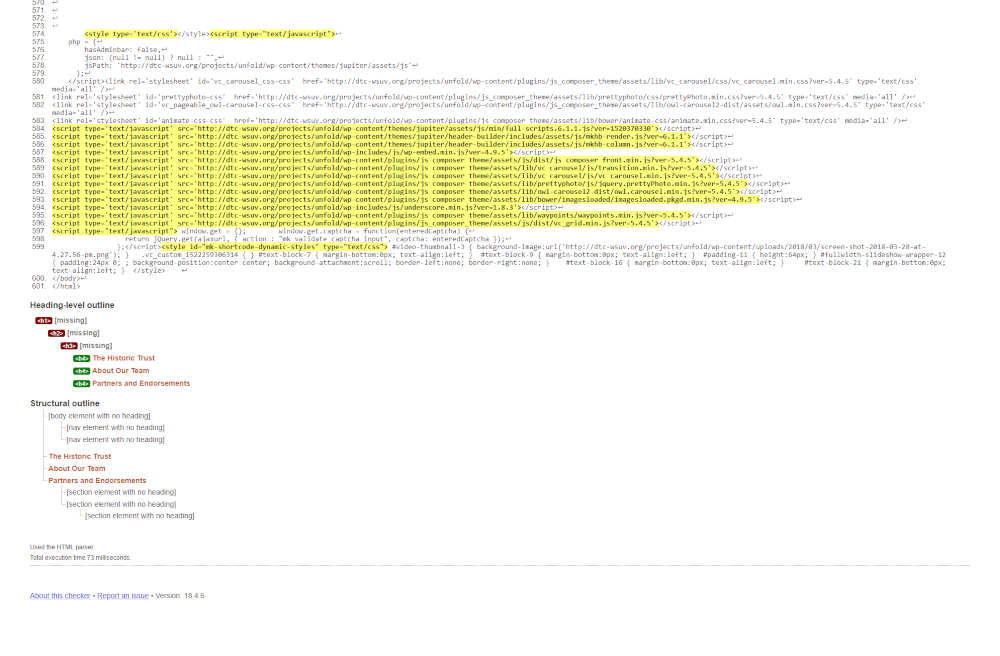 570. ↩
571. ↩
572. ↩
573. ↩
574. <style type='text/css'></style><script type="text/javascript">↩
575. php = {↩
576. hasAdminbar: false,↩
577. json: (null != null) ? null : "",↩
578. jsPath: 'http://dtc-wsuv.org/projects/unfold/wp-content/themes/jupiter/assets/js'↩
579. };↩
580. </script><link rel='stylesheet' id='vc_carousel_css-css'  href='http://dtc-wsuv.org/projects/unfold/wp-content/plugins/js_composer_theme/assets/lib/vc_carousel/css/vc_carousel.min.css?ver=5.4.5' type='text/css'
media='all' />↩
581. <link rel='stylesheet' id='prettyphoto-css'  href='http://dtc-wsuv.org/projects/unfold/wp-content/plugins/js_composer_theme/assets/lib/prettyphoto/css/prettyPhoto.min.css?ver=5.4.5' type='text/css' media='all' />↩
582. <link rel='stylesheet' id='vc_pageable_owl-carousel-css-css'  href='http://dtc-wsuv.org/projects/unfold/wp-content/plugins/js_composer_theme/assets/lib/owl-carousel2-dist/assets/owl.min.css?ver=5.4.5' type='text/css'
media='all' />↩
583. <link rel='stylesheet' id='animate-css-css'  href='http://dtc-wsuv.org/projects/unfold/wp-content/plugins/js_composer_theme/assets/lib/bower/animate-css/animate.min.css?ver=5.4.5' type='text/css' media='all' />↩
584. <script type='text/javascript' src='http://dtc-wsuv.org/projects/unfold/wp-content/themes/jupiter/assets/js/min/full-scripts.6.1.1.js?ver=1520370330'></script>↩
585. <script type='text/javascript' src='http://dtc-wsuv.org/projects/unfold/wp-content/themes/jupiter/header-builder/includes/assets/js/mkhb-render.js?ver=6.1.1'></script>↩
586. <script type='text/javascript' src='http://dtc-wsuv.org/projects/unfold/wp-content/themes/jupiter/header-builder/includes/assets/js/mkhb-column.js?ver=6.1.1'></script>↩
587. <script type='text/javascript' src='http://dtc-wsuv.org/projects/unfold/wp-includes/js/wp-embed.min.js?ver=4.9.5'></script>↩
588. <script type='text/javascript' src='http://dtc-wsuv.org/projects/unfold/wp-content/plugins/js_composer_theme/assets/js/dist/js_composer_front.min.js?ver=5.4.5'></script>↩
589. <script type='text/javascript' src='http://dtc-wsuv.org/projects/unfold/wp-content/plugins/js_composer_theme/assets/lib/vc_carousel/js/transition.min.js?ver=5.4.5'></script>↩
590. <script type='text/javascript' src='http://dtc-wsuv.org/projects/unfold/wp-content/plugins/js_composer_theme/assets/lib/vc_carousel/js/vc_carousel.min.js?ver=5.4.5'></script>↩
591. <script type='text/javascript' src='http://dtc-wsuv.org/projects/unfold/wp-content/plugins/js_composer_theme/assets/lib/prettyphoto/js/jquery.prettyPhoto.min.js?ver=5.4.5'></script>↩
592. <script type='text/javascript' src='http://dtc-wsuv.org/projects/unfold/wp-content/plugins/js_composer_theme/assets/lib/owl-carousel2-dist/owl.carousel.min.js?ver=5.4.5'></script>↩
593. <script type='text/javascript' src='http://dtc-wsuv.org/projects/unfold/wp-content/plugins/js_composer_theme/assets/lib/bower/imagesloaded/imagesloaded.pkgd.min.js?ver=4.9.5'></script>↩
594. <script type='text/javascript' src='http://dtc-wsuv.org/projects/unfold/wp-includes/js/underscore.min.js?ver=1.8.3'></script>↩
595. <script type='text/javascript' src='http://dtc-wsuv.org/projects/unfold/wp-content/plugins/js_composer_theme/assets/lib/waypoints/waypoints.min.js?ver=5.4.5'></script>↩
596. <script type='text/javascript' src='http://dtc-wsuv.org/projects/unfold/wp-content/plugins/js_composer_theme/assets/js/dist/vc_grid.min.js?ver=5.4.5'></script>↩
597. <script type="text/javascript"> window.get = {}; window.get.captcha = function(enteredCaptcha) {↩
598. return jQuery.get(ajaxurl, { action : "mk_validate_captcha_input", captcha: enteredCaptcha });↩
599. };</script><style id="mk-shortcode-dynamic-styles" type="text/css"> #video-thumbnail-3 { background-image:url('http://dtc-wsuv.org/projects/unfold/wp-content/uploads/2018/03/screen-shot-2018-03-28-at-
4.27.56-pm.png'); } .vc_custom_1522259306314 { } #text-block-7 { margin-bottom:0px; text-align:left; } #text-block-9 { margin-bottom:0px; text-align:left; } #padding-11 { height:64px; } #fullwidth-slideshow-wrapper-12
{ padding:24px 0; ; background-position:center center; background-attachment:scroll; border-left:none; border-right:none; } #text-block-16 { margin-bottom:0px; text-align:left; } #text-block-21 { margin-bottom:0px;
text-align:left; } </style> ↩
600. </body>↩
601. </html>
Heading-level outline
<h1> [missing]
<h2> [missing]
<h3> [missing]
<h4> The Historic Trust
<h4> About Our Team
<h4> Partners and Endorsements
Structural outline
[body element with no heading]
[nav element with no heading]
[nav element with no heading]
The Historic Trust
About Our Team
Partners and Endorsements
[section element with no heading]
[section element with no heading]
[section element with no heading]
Used the HTML parser.
Total execution time 73 milliseconds.
About this checker • Report an issue • Version: 18.4.6